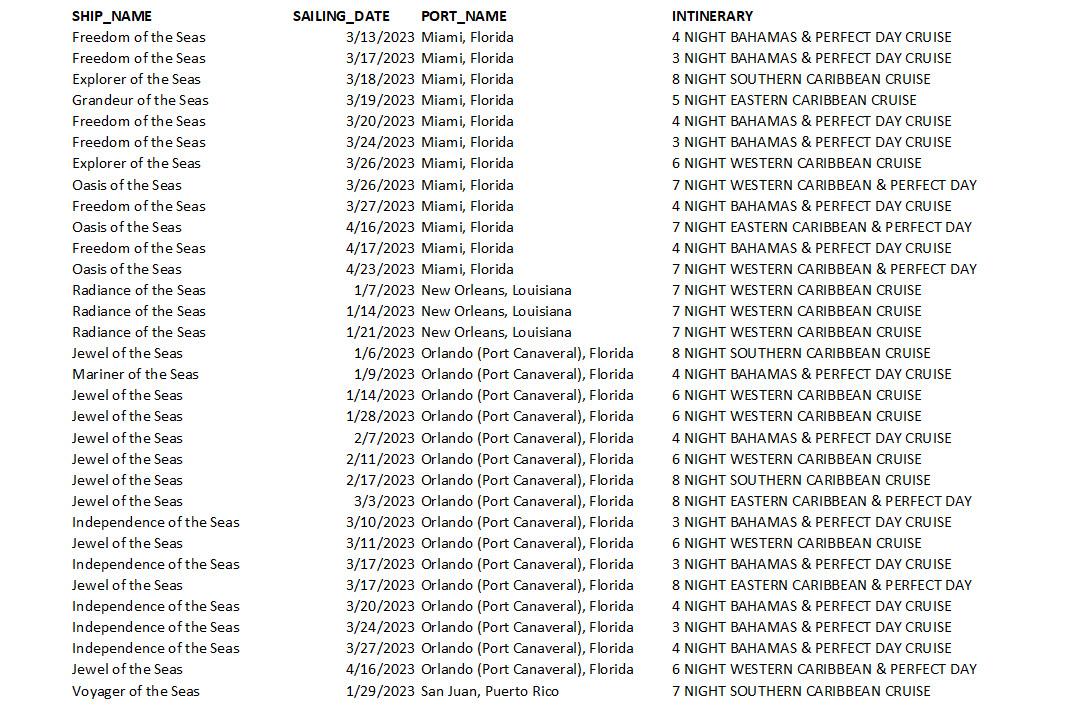 SHIP_NAME SAILING_DATE PORT_NAME INTINERARY
Freedom of the Seas 3/13/2023 Miami, Florida 4 NIGHT BAHAMAS & PERFECT DAY CRUISE
Freedom of the Seas 3/17/2023 Miami, Florida 3 NIGHT BAHAMAS & PERFECT DAY CRUISE
Explorer of the Seas 3/18/2023 Miami, Florida 8 NIGHT SOUTHERN CARIBBEAN CRUISE
Grandeur of the Seas 3/19/2023 Miami, Florida 5 NIGHT EASTERN CARIBBEAN CRUISE
Freedom of the Seas 3/20/2023 Miami, Florida 4 NIGHT BAHAMAS & PERFECT DAY CRUISE
Freedom of the Seas 3/24/2023 Miami, Florida 3 NIGHT BAHAMAS & PERFECT DAY CRUISE
Explorer of the Seas 3/26/2023 Miami, Florida 6 NIGHT WESTERN CARIBBEAN CRUISE
Oasis of the Seas 3/26/2023 Miami, Florida 7 NIGHT WESTERN CARIBBEAN & PERFECT DAY
Freedom of the Seas 3/27/2023 Miami, Florida 4 NIGHT BAHAMAS & PERFECT DAY CRUISE
Oasis of the Seas 4/16/2023 Miami, Florida 7 NIGHT EASTERN CARIBBEAN & PERFECT DAY
Freedom of the Seas 4/17/2023 Miami, Florida 4 NIGHT BAHAMAS & PERFECT DAY CRUISE
Oasis of the Seas 4/23/2023 Miami, Florida 7 NIGHT WESTERN CARIBBEAN & PERFECT DAY
Radiance of the Seas 1/7/2023 New Orleans, Louisiana 7 NIGHT WESTERN CARIBBEAN CRUISE
Radiance of the Seas 1/14/2023 New Orleans, Louisiana 7 NIGHT WESTERN CARIBBEAN CRUISE
Radiance of the Seas 1/21/2023 New Orleans, Louisiana 7 NIGHT WESTERN CARIBBEAN CRUISE
Jewel of the Seas 1/6/2023 Orlando (Port Canaveral), Florida 8 NIGHT SOUTHERN CARIBBEAN CRUISE
Mariner of the Seas 1/9/2023 Orlando (Port Canaveral), Florida 4 NIGHT BAHAMAS & PERFECT DAY CRUISE
Jewel of the Seas 1/14/2023 Orlando (Port Canaveral), Florida 6 NIGHT WESTERN CARIBBEAN CRUISE
Jewel of the Seas 1/28/2023 Orlando (Port Canaveral), Florida 6 NIGHT WESTERN CARIBBEAN CRUISE
Jewel of the Seas 2/7/2023 Orlando (Port Canaveral), Florida 4 NIGHT BAHAMAS & PERFECT DAY CRUISE
Jewel of the Seas 2/11/2023 Orlando (Port Canaveral), Florida 6 NIGHT WESTERN CARIBBEAN CRUISE
Jewel of the Seas 2/17/2023 Orlando (Port Canaveral), Florida 8 NIGHT SOUTHERN CARIBBEAN CRUISE
Jewel of the Seas 3/3/2023 Orlando (Port Canaveral), Florida 8 NIGHT EASTERN CARIBBEAN & PERFECT DAY
Independence of the Seas 3/10/2023 Orlando (Port Canaveral), Florida 3 NIGHT BAHAMAS & PERFECT DAY CRUISE
Jewel of the Seas 3/11/2023 Orlando (Port Canaveral), Florida 6 NIGHT WESTERN CARIBBEAN CRUISE
Independence of the Seas 3/17/2023 Orlando (Port Canaveral), Florida 3 NIGHT BAHAMAS & PERFECT DAY CRUISE
Jewel of the Seas 3/17/2023 Orlando (Port Canaveral), Florida 8 NIGHT EASTERN CARIBBEAN & PERFECT DAY
Independence of the Seas 3/20/2023 Orlando (Port Canaveral), Florida 4 NIGHT BAHAMAS & PERFECT DAY CRUISE
Independence of the Seas 3/24/2023 Orlando (Port Canaveral), Florida 3 NIGHT BAHAMAS & PERFECT DAY CRUISE
Independence of the Seas 3/27/2023 Orlando (Port Canaveral), Florida 4 NIGHT BAHAMAS & PERFECT DAY CRUISE
Jewel of the Seas 4/16/2023 Orlando (Port Canaveral), Florida 6 NIGHT WESTERN CARIBBEAN & PERFECT DAY
Voyager of the Seas 1/29/2023 San Juan, Puerto Rico 7 NIGHT SOUTHERN CARIBBEAN CRUISE